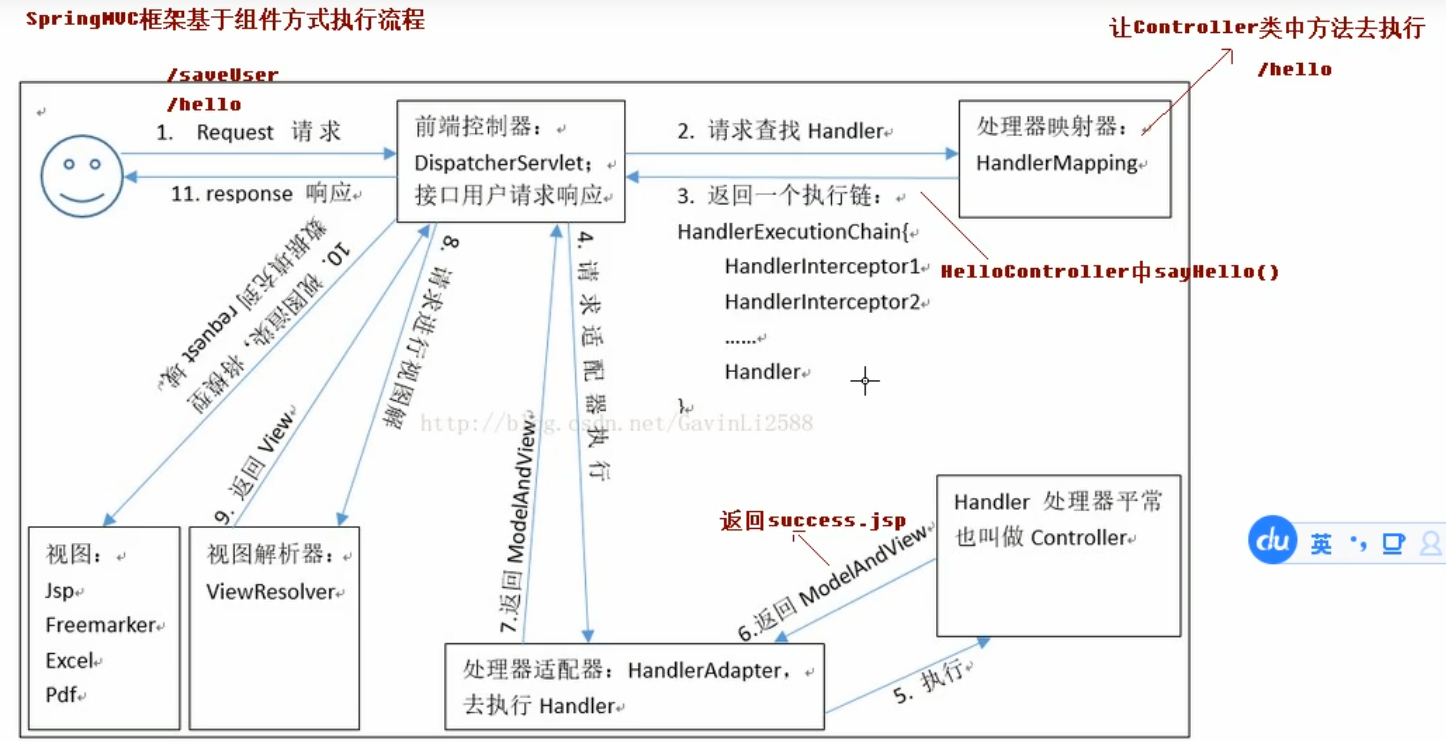 SpringMVC框架基于组件方式执行流程
让Controller类中方法去执行
/hello
/saveUser
/hello
1. Request 请求
11. response 响应
前端控制器：
DispatcherServlet；
接口用户请求响应
2. 请求查找 Handler
处理器映射器：
HandlerMapping
3. 返回一个执行链：
HandlerExecutionChain{
HandlerInterceptor1
HandlerInterceptor2
……
Handler
}
HelloController中sayHello()
10. 视图渲染，将模型
数据填充到 request 域
9. 返回 View
8. 请求进行视图解
7.返回 ModelAndView
4. 请求适配器执行
http://blog.csdn.net/GavinLi2588
返回success.jsp
6.返回 ModelAndView
5. 执行
Handler 处理器平常
也叫做 Controller
视图：
Jsp
Freemarker
Excel
Pdf
视图解析器：
ViewResolver
处理器适配器：HandlerAdapter，
去执行 Handler
du 英